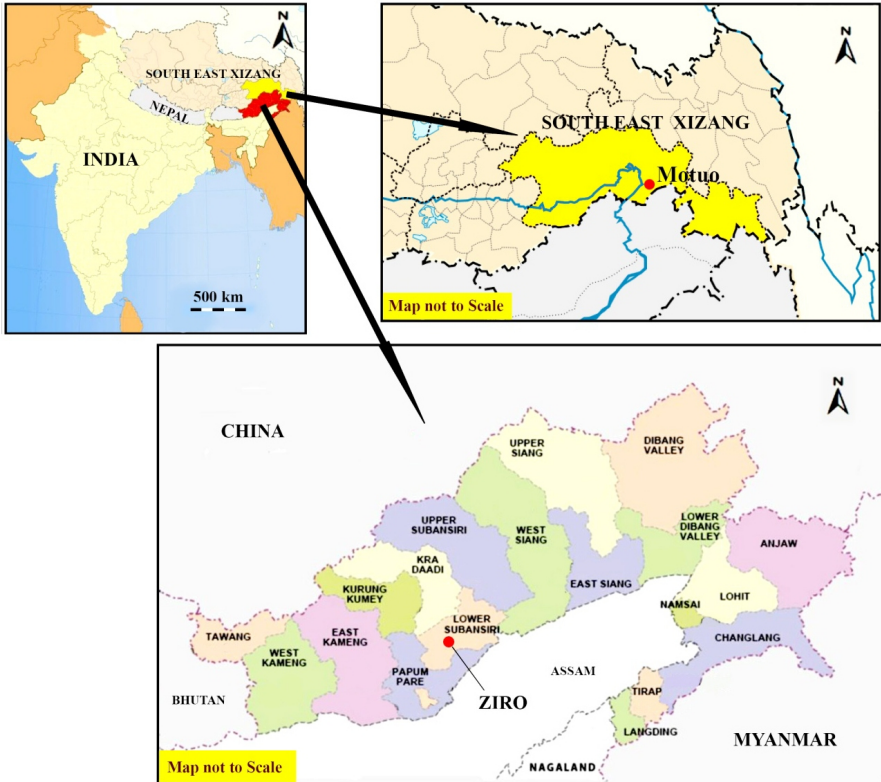 N
SOUTH EAST XIZANG
NEPAL
INDIA
500 km
N
SOUTH EAST XIZANG
Motuo
Map not to Scale
N
CHINA
UPPER
SIANG
DIBANG
VALLEY
UPPER
SUBANSIRI
WEST
SIANG
LOWER
DIBANG
VALLEY
ANJAW
KRA
DAADI
EAST SIANG
KURUNG
KUMEY
LOHIT
NAMSAI
LOWER
SUBANSIRI
TAWANG
EAST
KAMENG
CHANGLANG
WEST
KAMENG
PAPUM
PARE
ASSAM
BHUTAN
TIRAP
ZIRO
LANGDING
MYANMAR
NAGALAND
Map not to Scale